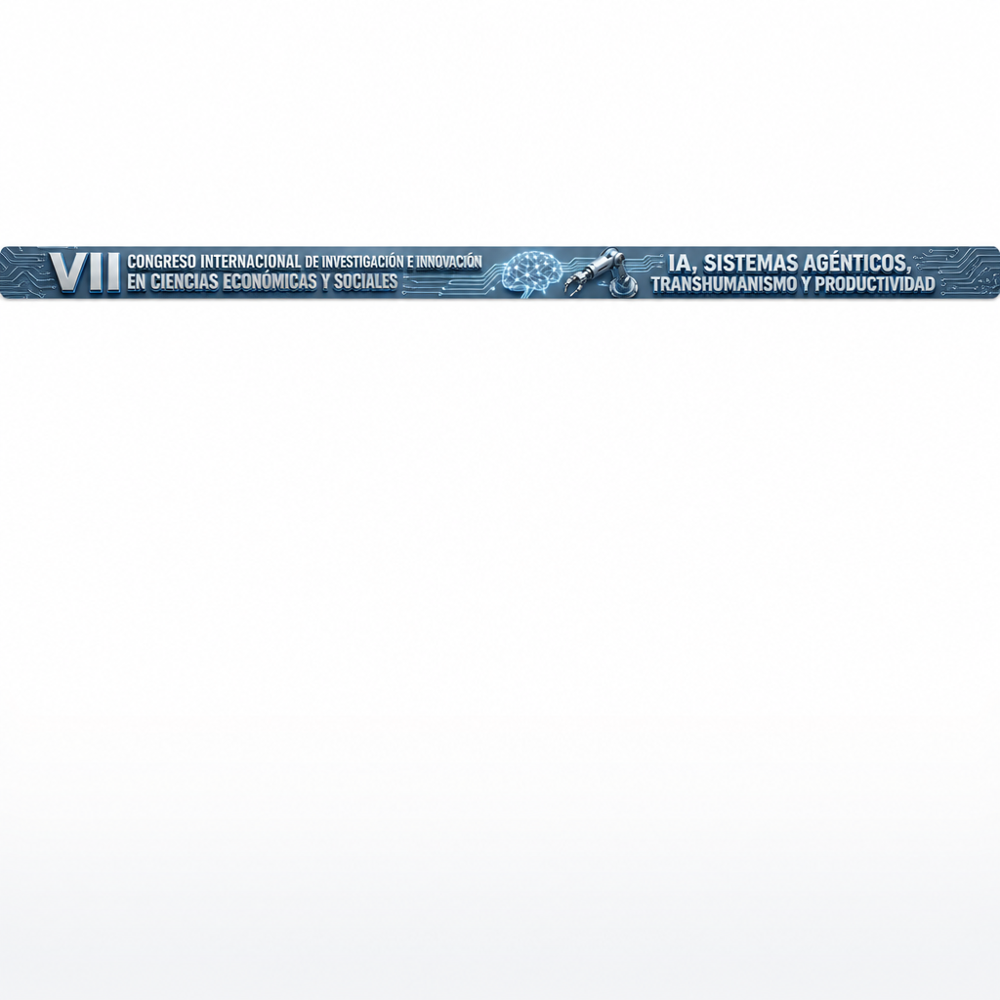 VII
CONGRESO INTERNACIONAL DE INVESTIGACIÓN E INNOVACIÓN
EN CIENCIAS ECONÓMICAS Y SOCIALES
IA, SISTEMAS AGÉNTICOS,
TRANSHUMANISMO Y PRODUCTIVIDAD